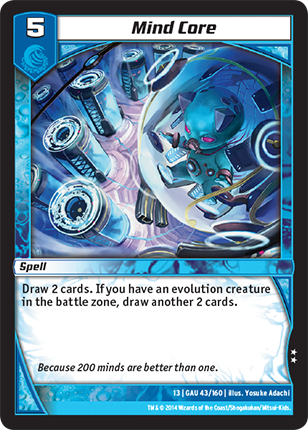 5
Mind Core
Spell
Draw 2 cards. If you have an evolution creature
in the battle zone, draw another 2 cards.
Because 200 minds are better than one.
13 | GAU 43/160 | Illus. Yosuke Adachi
TM & © 2014 Wizards of the Coast/Shogakukan/Mitsui-Kids.